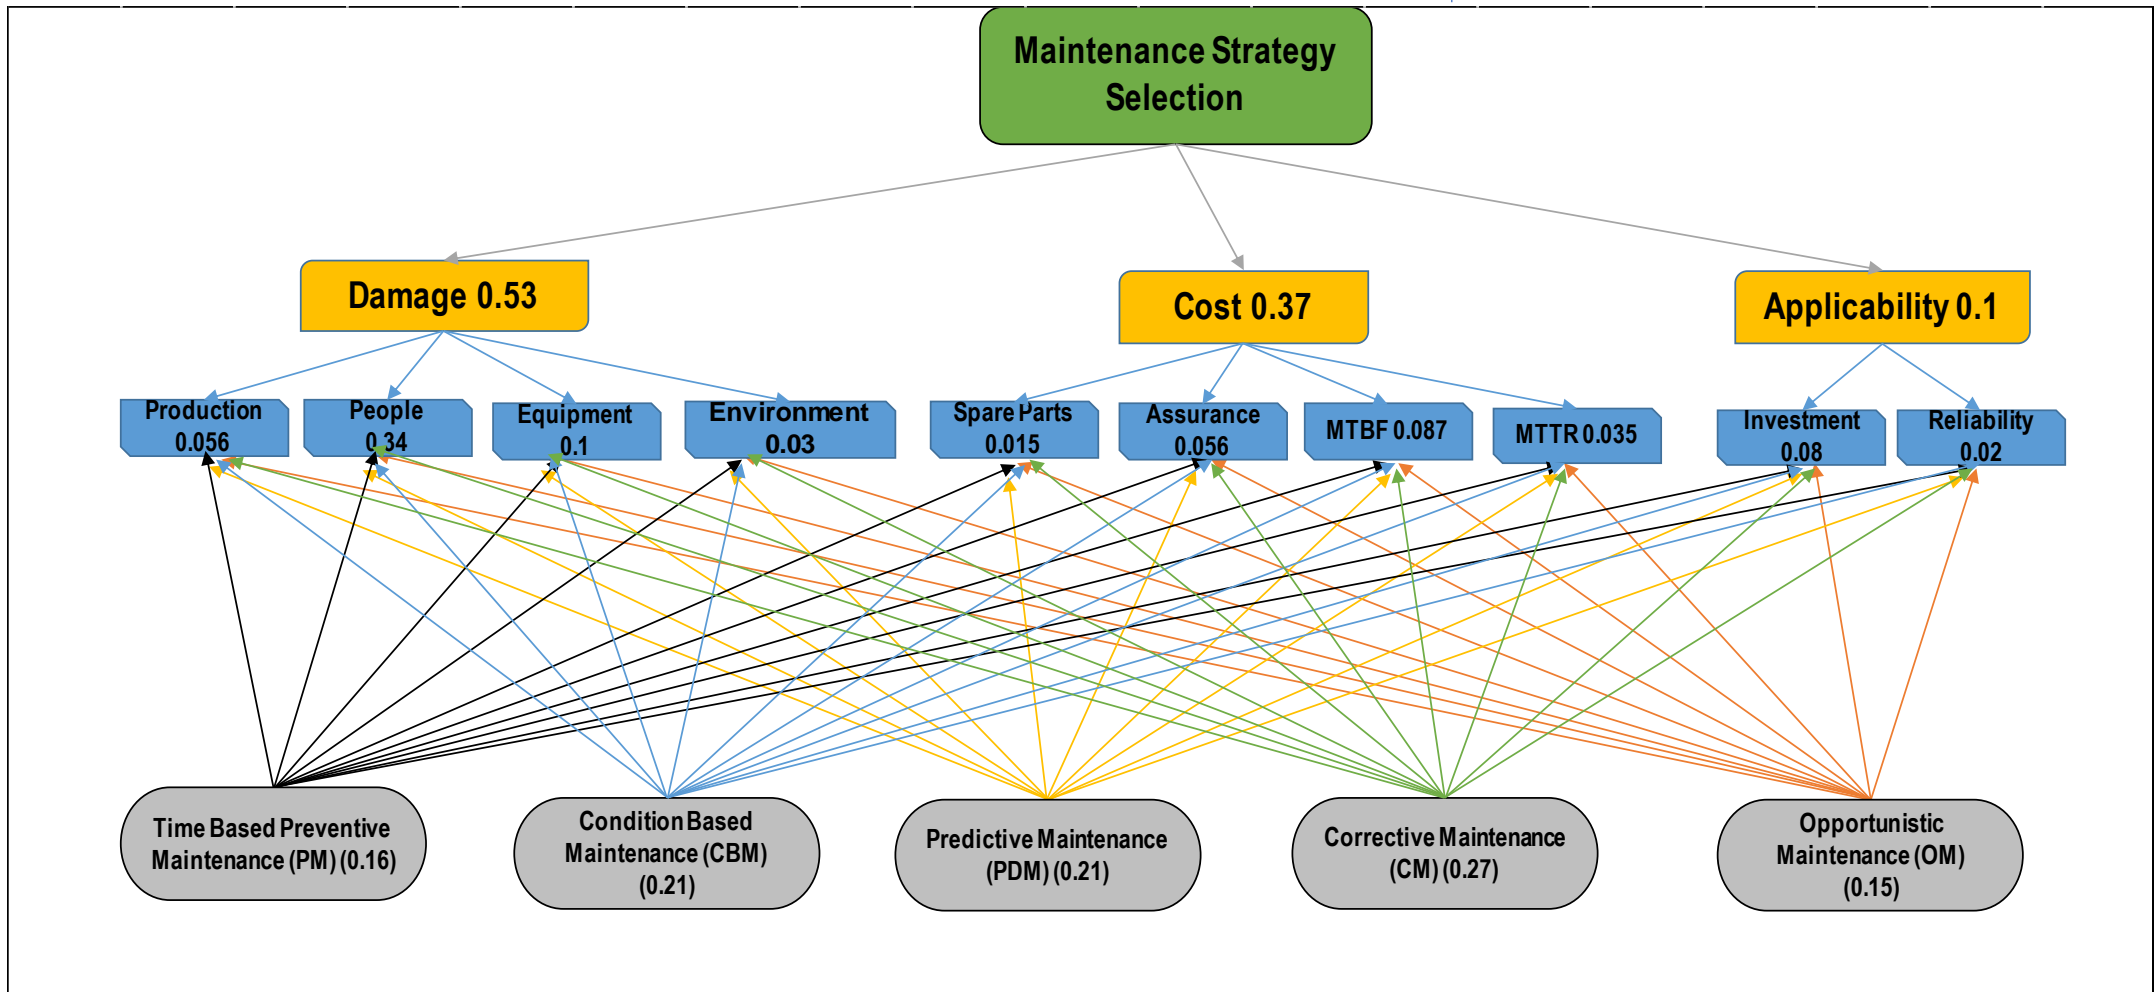 Maintenance Strategy
Selection
Damage 0.53
Cost 0.37
Applicability 0.1
Production
0.056
People
0.34
Equipment
0.1
Environment
0.03
Spare Parts
0.015
Assurance
0.056
MTBF 0.087
MTTR 0.035
Investment
0.08
Reliability
0.02
Time Based Preventive
Maintenance (PM) (0.16)
Condition Based
Maintenance (CBM)
(0.21)
Predictive Maintenance
(PDM) (0.21)
Corrective Maintenance
(CM) (0.27)
Opportunistic
Maintenance (OM)
(0.15)